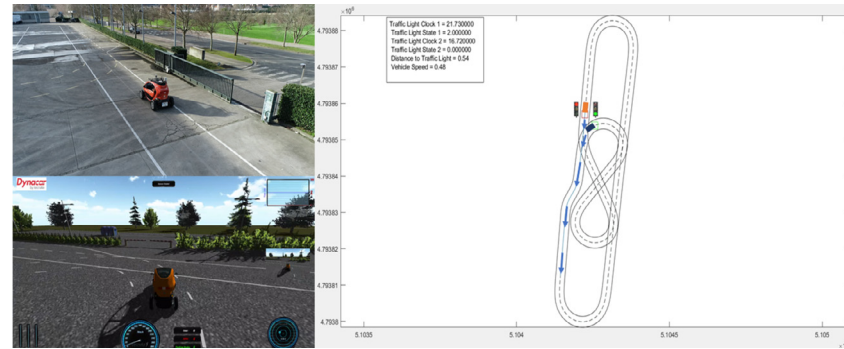 Traffic Light Clock 1 = 21.730000
Traffic Light State 1 = 2.000000
Traffic Light Clock 2 = 16.720000
Traffic Light State 2 = 0.000000
Distance to Traffic Light = 0.54
Vehicle Speed = 0.48
4.79388
4.79387
4.79386
4.79385
4.79384
4.79383
4.79382
4.79381
4.7938
5.1035
5.104
5.1045
5.105
Dynacar